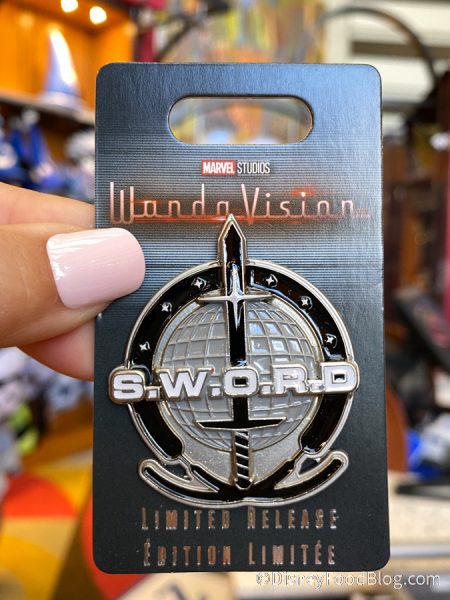 MARVEL STUDIOS
WandaVision
S.W.O.R.D
LIMITED RELEASE
ÉDITION LIMITÉE
©DisneyFoodBlog.com